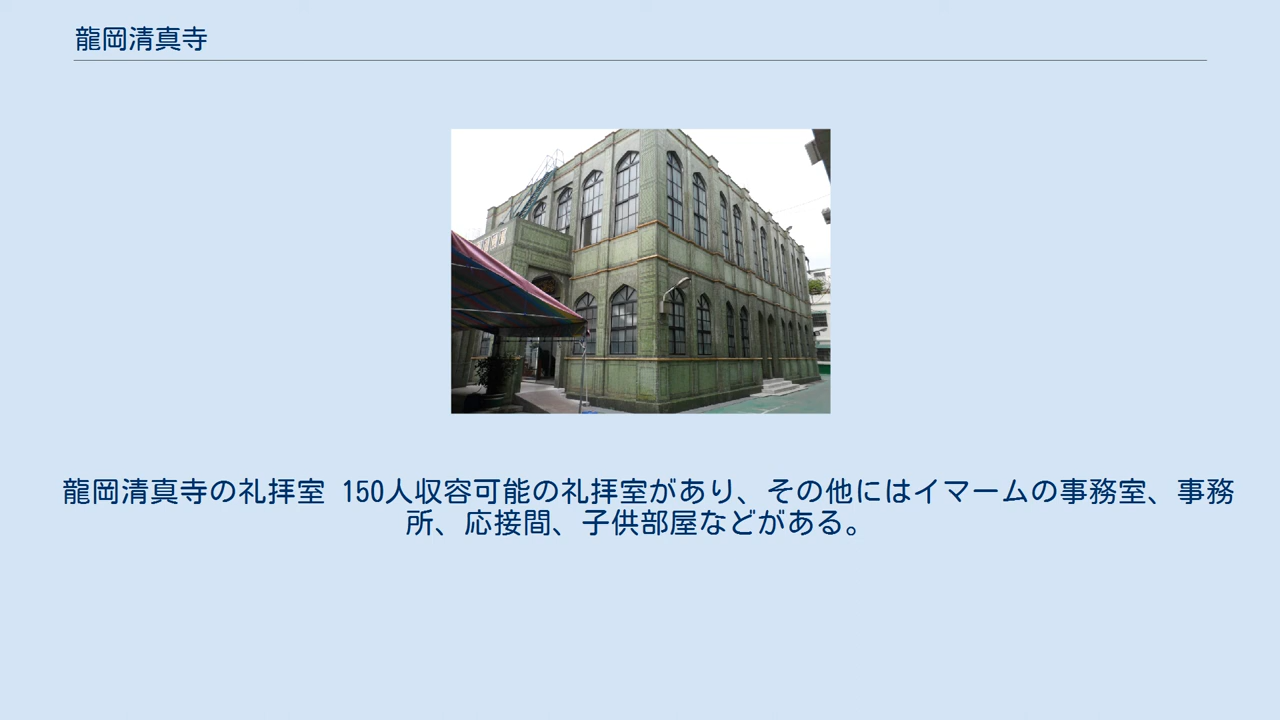 龍岡清真寺
龍岡清真寺の礼拝室 150人収容可能の礼拝室があり、その他にはイマームの事務室、事務
所、応接間、子供部屋などがある。